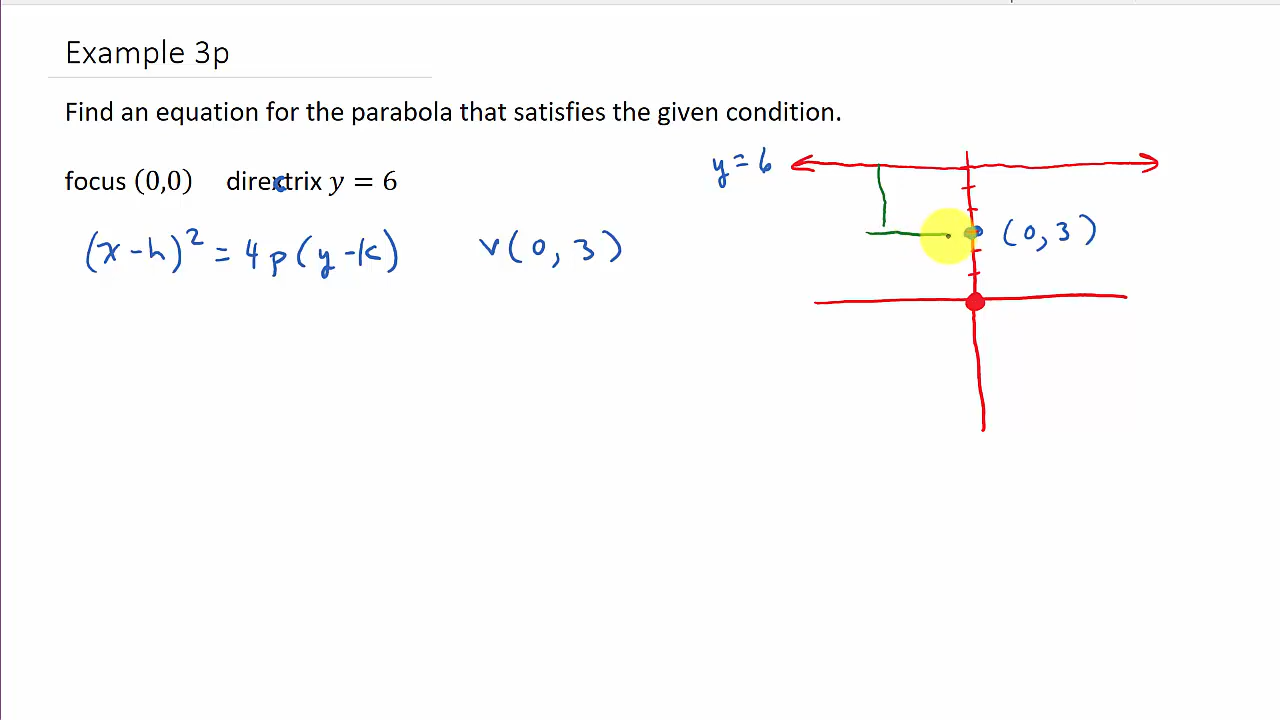 Example 3p
Find an equation for the parabola that satisfies the given condition.
focus (0,0) directrix y = 6
(x-h)² = 4p(y-k) V(0, 3)
y = 6
(0, 3)